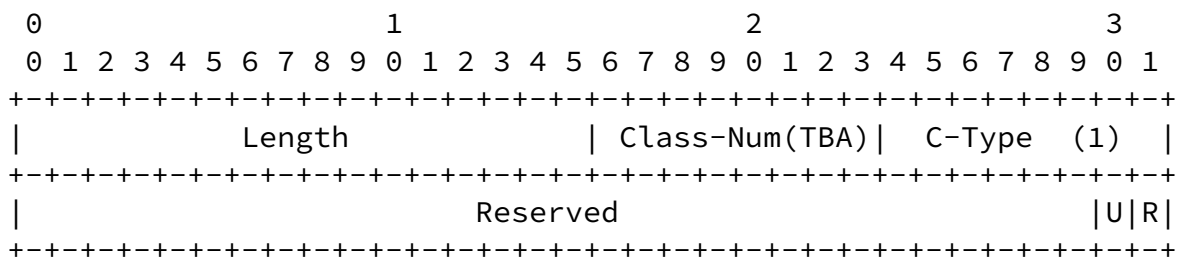 0                   1                   2                   3
 0 1 2 3 4 5 6 7 8 9 0 1 2 3 4 5 6 7 8 9 0 1 2 3 4 5 6 7 8 9 0 1
+-+-+-+-+-+-+-+-+-+-+-+-+-+-+-+-+-+-+-+-+-+-+-+-+-+-+-+-+-+-+-+-+
|            Length             | Class-Num(TBA)|  C-Type  (1)  |
+-+-+-+-+-+-+-+-+-+-+-+-+-+-+-+-+-+-+-+-+-+-+-+-+-+-+-+-+-+-+-+-+
|                         Reserved                          |U|R|
+-+-+-+-+-+-+-+-+-+-+-+-+-+-+-+-+-+-+-+-+-+-+-+-+-+-+-+-+-+-+-+-+